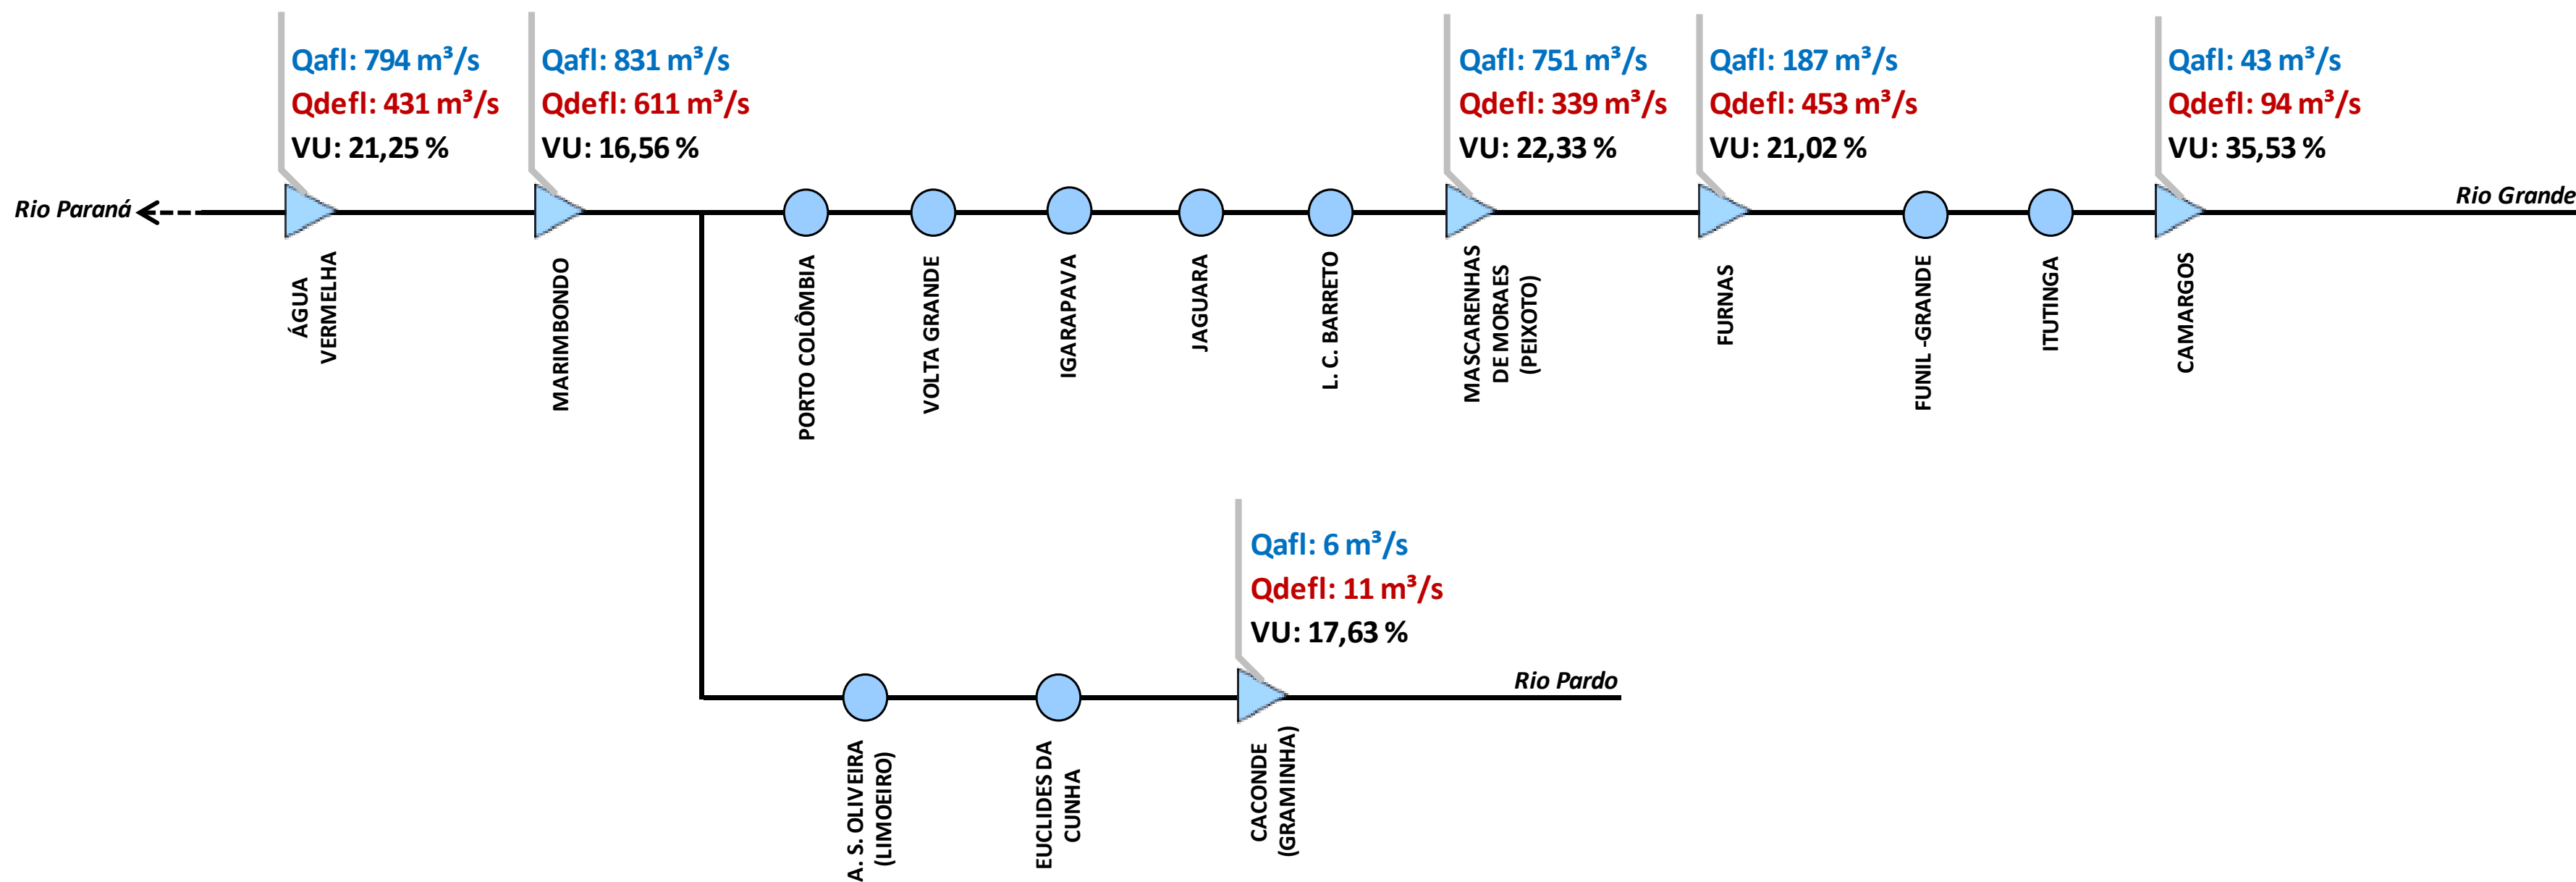 Qafl: 794 m³/s
Qdefl: 431 m³/s
VU: 21,25 %
Qafl: 831 m³/s
Qdefl: 611 m³/s
VU: 16,56 %
Qafl: 751 m³/s
Qdefl: 339 m³/s
VU: 22,33 %
Qafl: 187 m³/s
Qdefl: 453 m³/s
VU: 21,02 %
Qafl: 43 m³/s
Qdefl: 94 m³/s
VU: 35,53 %
Rio Paraná
Rio Grande
ÁGUA
VERMELHA
MARIMBONDO
PORTO COLÔMBIA
VOLTA GRANDE
IGARAPAVA
JAGUARA
L. C. BARRETO
MASCARENHAS
DE MORAES
(PEIXOTO)
FURNAS
FUNIL -GRANDE
ITUTINGA
CAMARGOS
Qafl: 6 m³/s
Qdefl: 11 m³/s
VU: 17,63 %
Rio Pardo
A. S. OLIVEIRA
(LIMOEIRO)
EUCLIDES DA
CUNHA
CACONDE
(GRAMINHA)